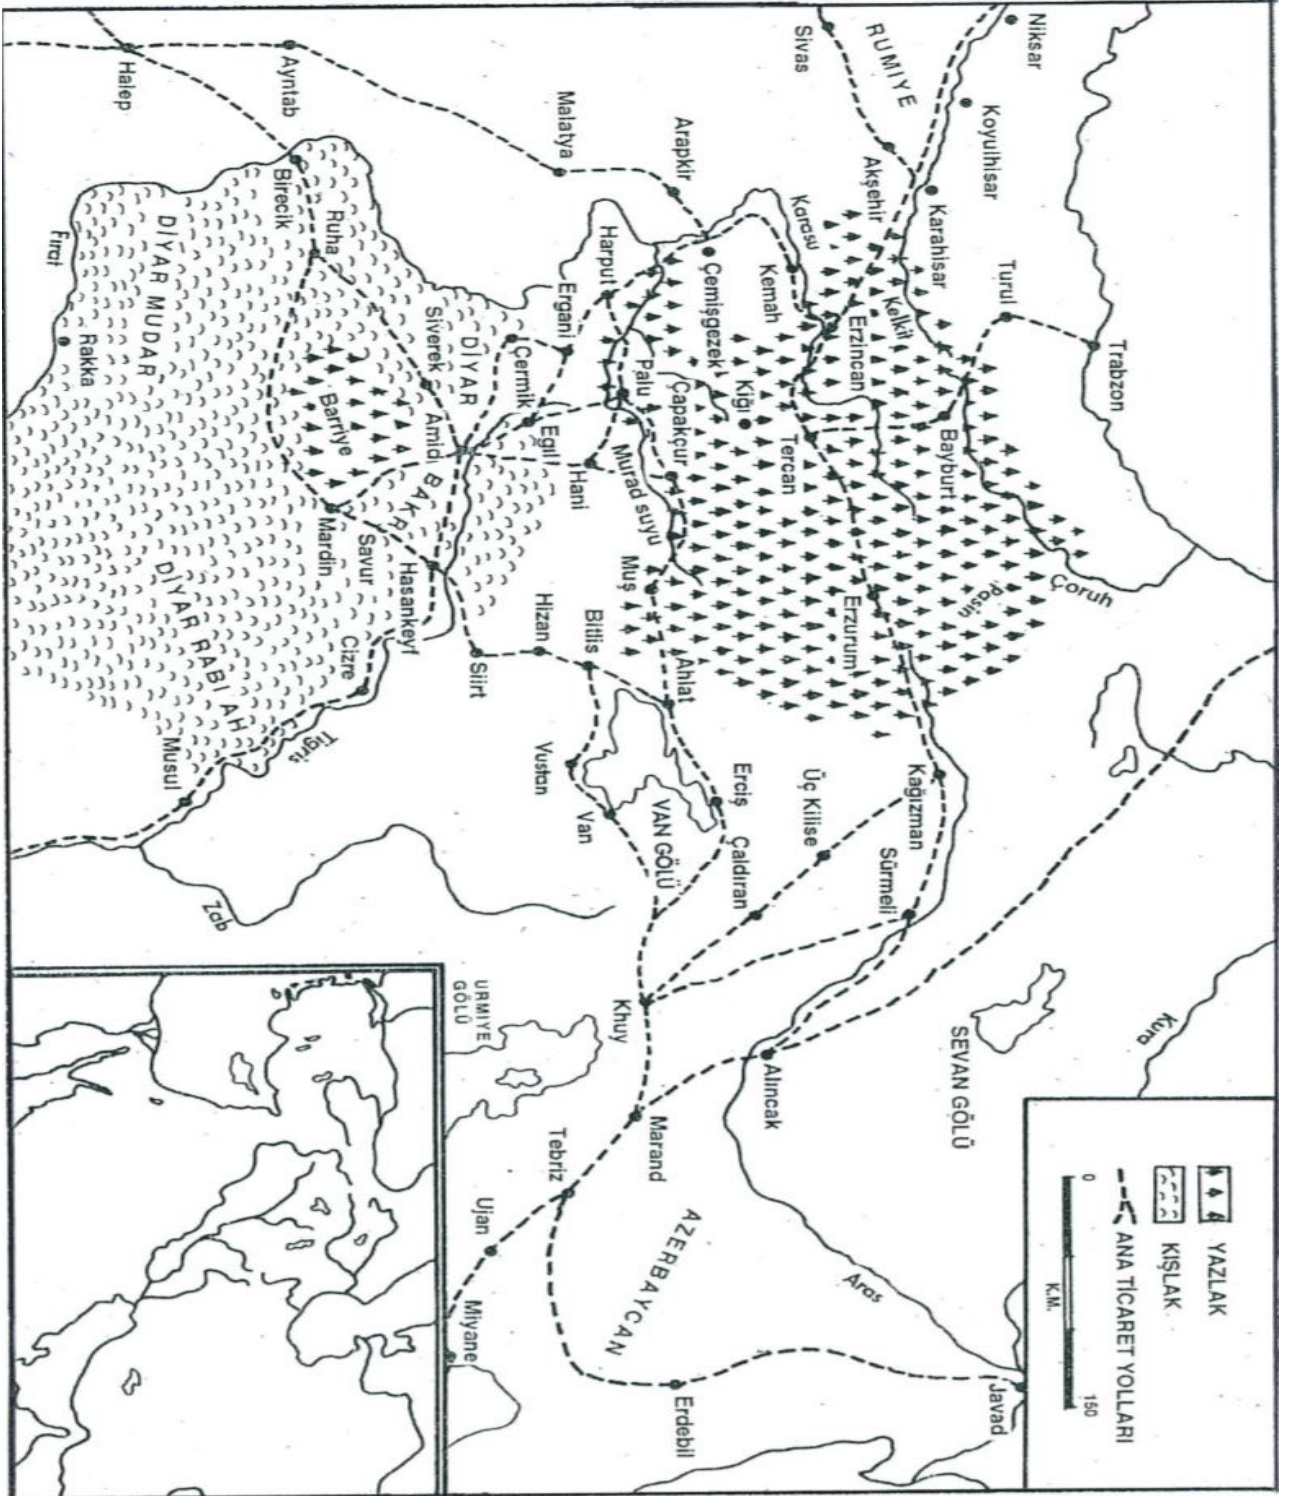 Niksar
Koyulhisar
RUMIYE
Sivas
Akşehir
Karahisar
Turul
Trabzon
Arapkir
Malatya
Ayntab
Halep
Karasu
Kelkit
Erzincan
Kemah
Çemişgezek
Harput
Ergani
Palu
Çapakçur
Kiğı
Tercan
Bayburt
Çoruh
Pasin
Erzurum
Birecik
Ruha
Siverek
DİYAR
Çermik
Egil
Hani
Murad suyu
Muş
Fırat
DİYAR MUDAR
Rakka
Barriye
Amid
BAKR
Mardin
Savur
Hasankeyf
DİYAR RABİAH
Cizre
Tigris
Musul
Siirt
Hizan
Bitlis
Ahlat
Vustan
Van
VAN GÖLÜ
Erciş
Çaldıran
Üç Kilise
Kağızman
Sürmeli
Zab
Khuy
URMIYE
GÖLÜ
SEVAN GÖLÜ
Kura
Alıncak
Marand
Tebriz
Ujan
Miyane
AZERBAYCAN
Aras
Erdebil
Javad
YAZLAK
KIŞLAK
ANA TİCARET YOLLARI
0 150
K.M.